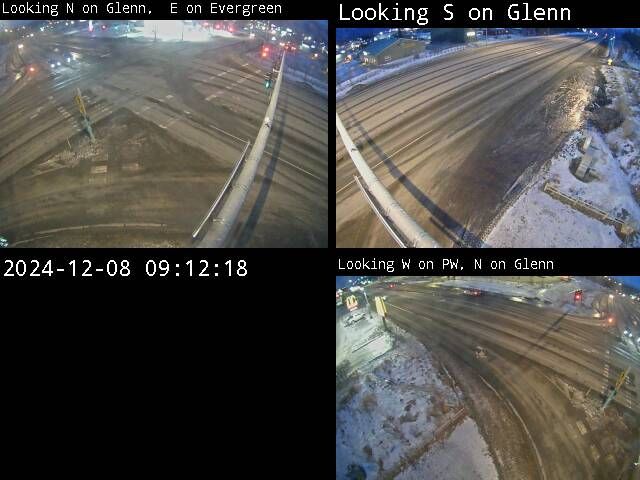 Looking N on Glenn, E on Evergreen
Looking S on Glenn
2024-12-08 09:12:18
Looking W on PW, N on Glenn